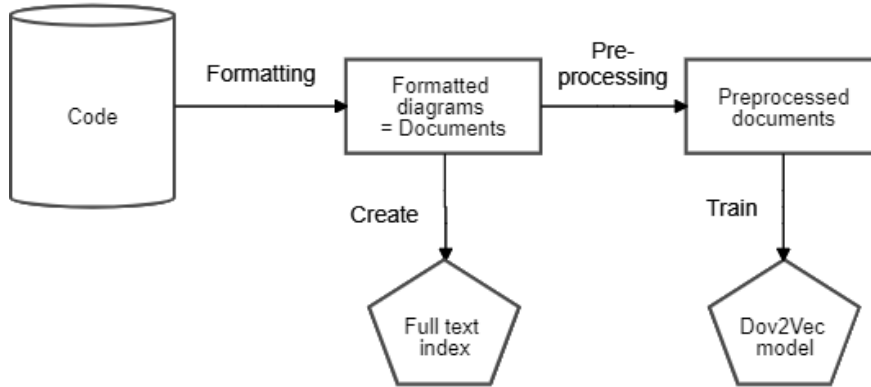 Code
Formatting
Formatted
diagrams
= Documents
Pre-
processing
Preprocessed
documents
Create
Train
Full text
index
Dov2Vec
model